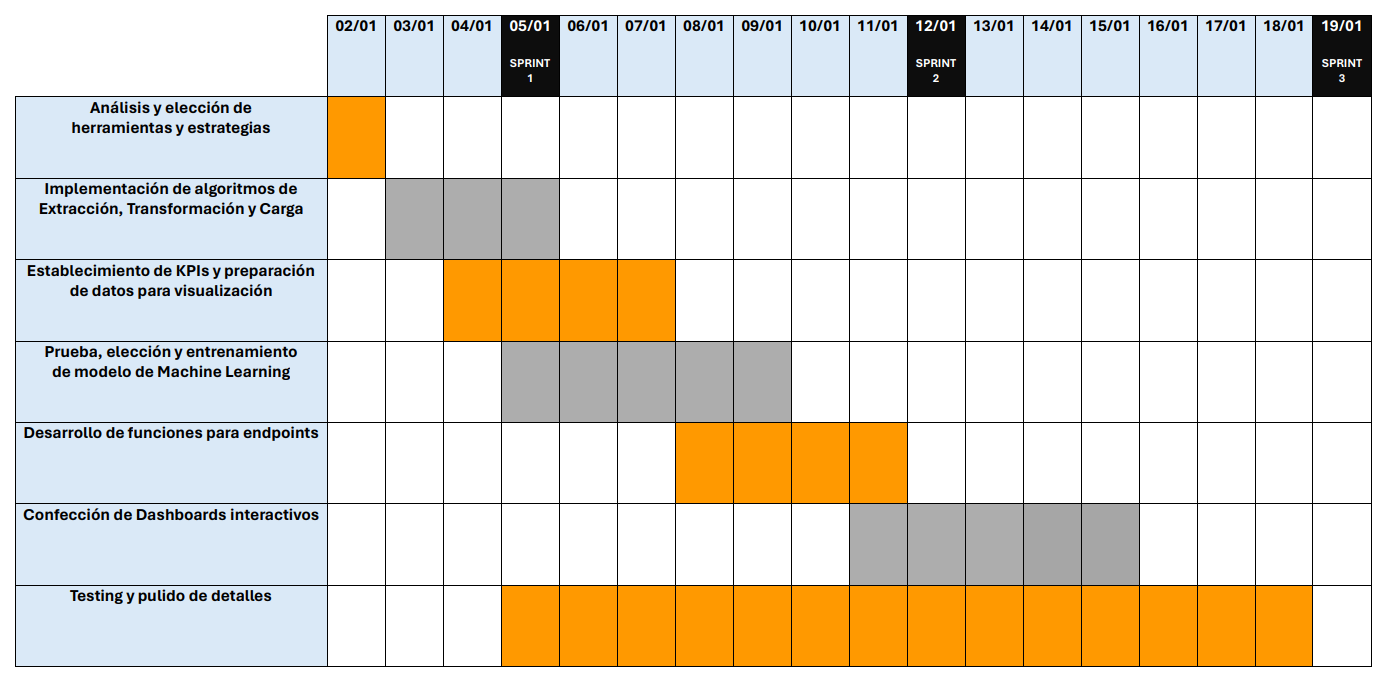 02/01 03/01 04/01 05/01 06/01 07/01 08/01 09/01 10/01 11/01 12/01 13/01 14/01 15/01 16/01 17/01 18/01 19/01
SPRINT 1
SPRINT 2
SPRINT 3
Análisis y elección de
herramientas y estrategias
Implementación de algoritmos de
Extracción, Transformación y Carga
Establecimiento de KPIs y preparación
de datos para visualización
Prueba, elección y entrenamiento
de modelo de Machine Learning
Desarrollo de funciones para endpoints
Confección de Dashboards interactivos
Testing y pulido de detalles